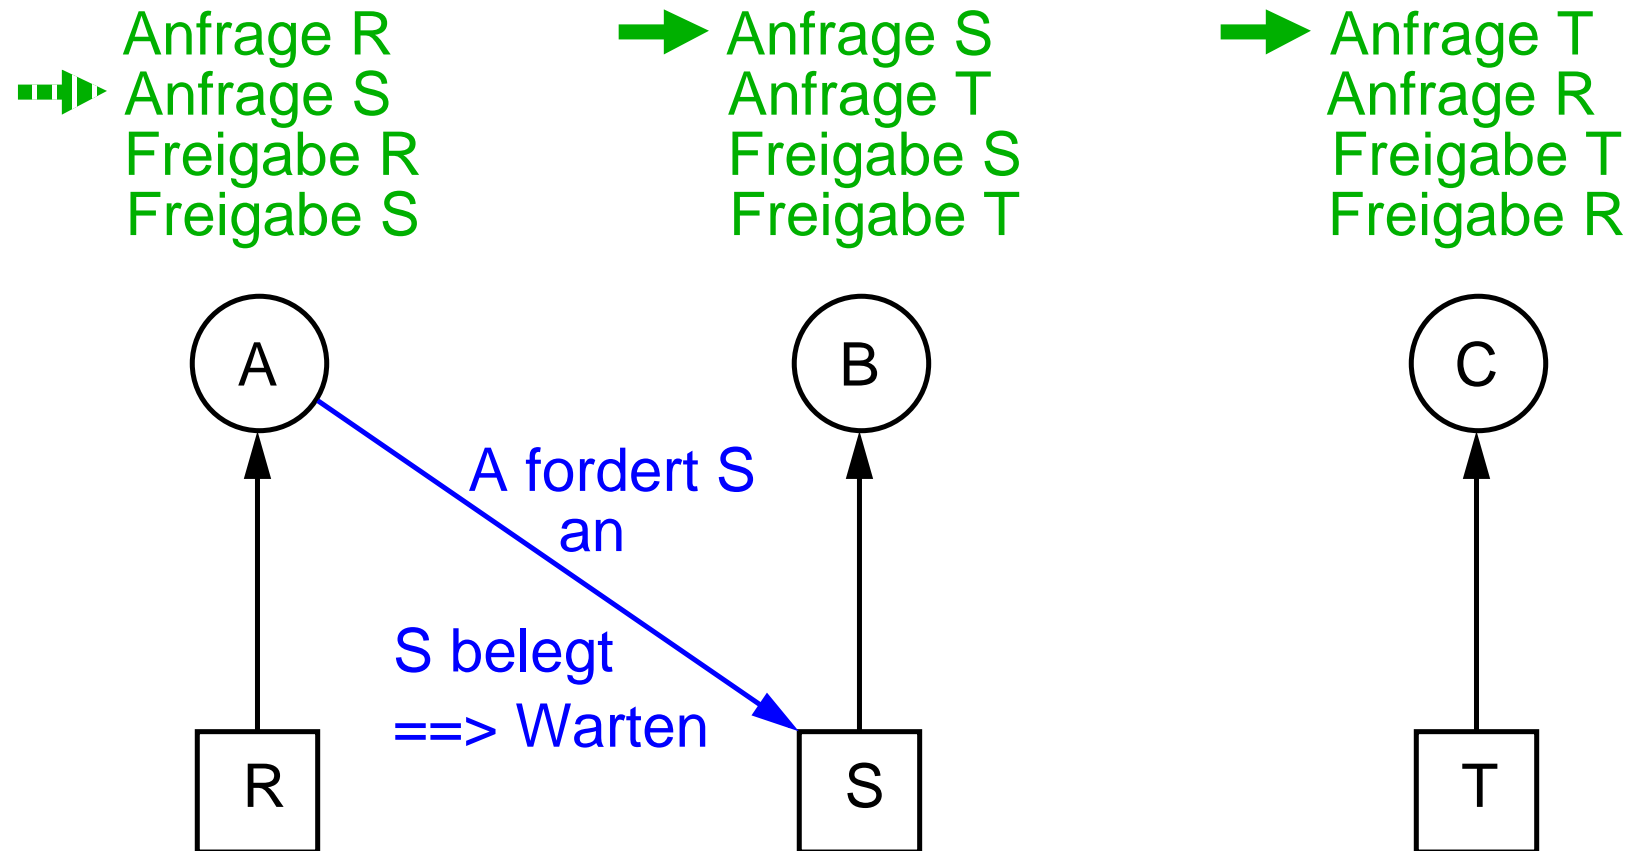 Anfrage R
Anfrage S
Freigabe R
Freigabe S
Anfrage S
Anfrage T
Freigabe S
Freigabe T
Anfrage T
Anfrage R
Freigabe T
Freigabe R
A
B
C
A fordert S
an
S belegt
==> Warten
R
S
T